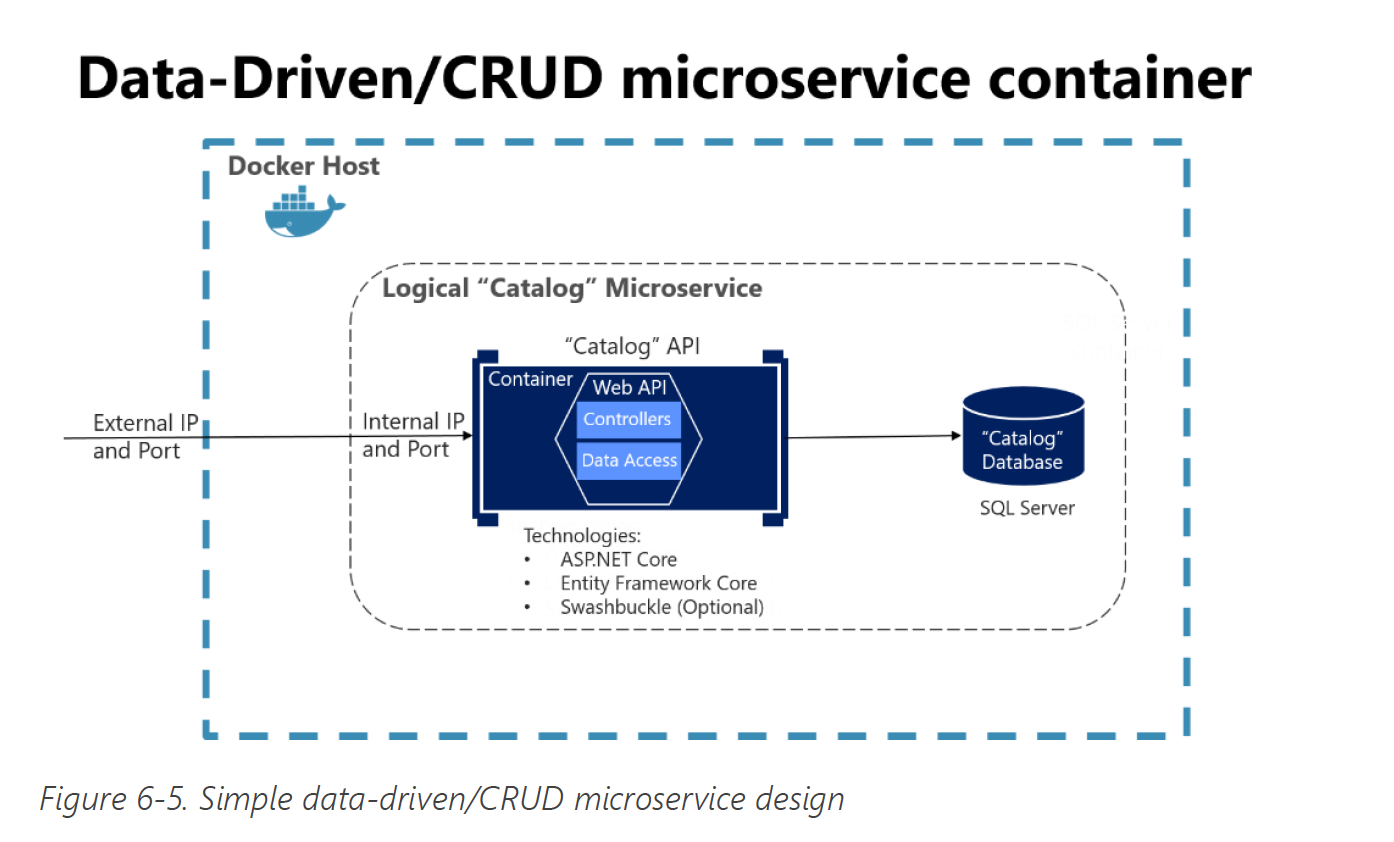 Data-Driven/CRUD microservice container
Docker Host
Logical “Catalog” Microservice
“Catalog” API
Container
Web API
Controllers
Data Access
External IP
and Port
Internal IP
and Port
“Catalog”
Database
SQL Server
Technologies:
• ASP.NET Core
• Entity Framework Core
• Swashbuckle (Optional)
Figure 6-5. Simple data-driven/CRUD microservice design